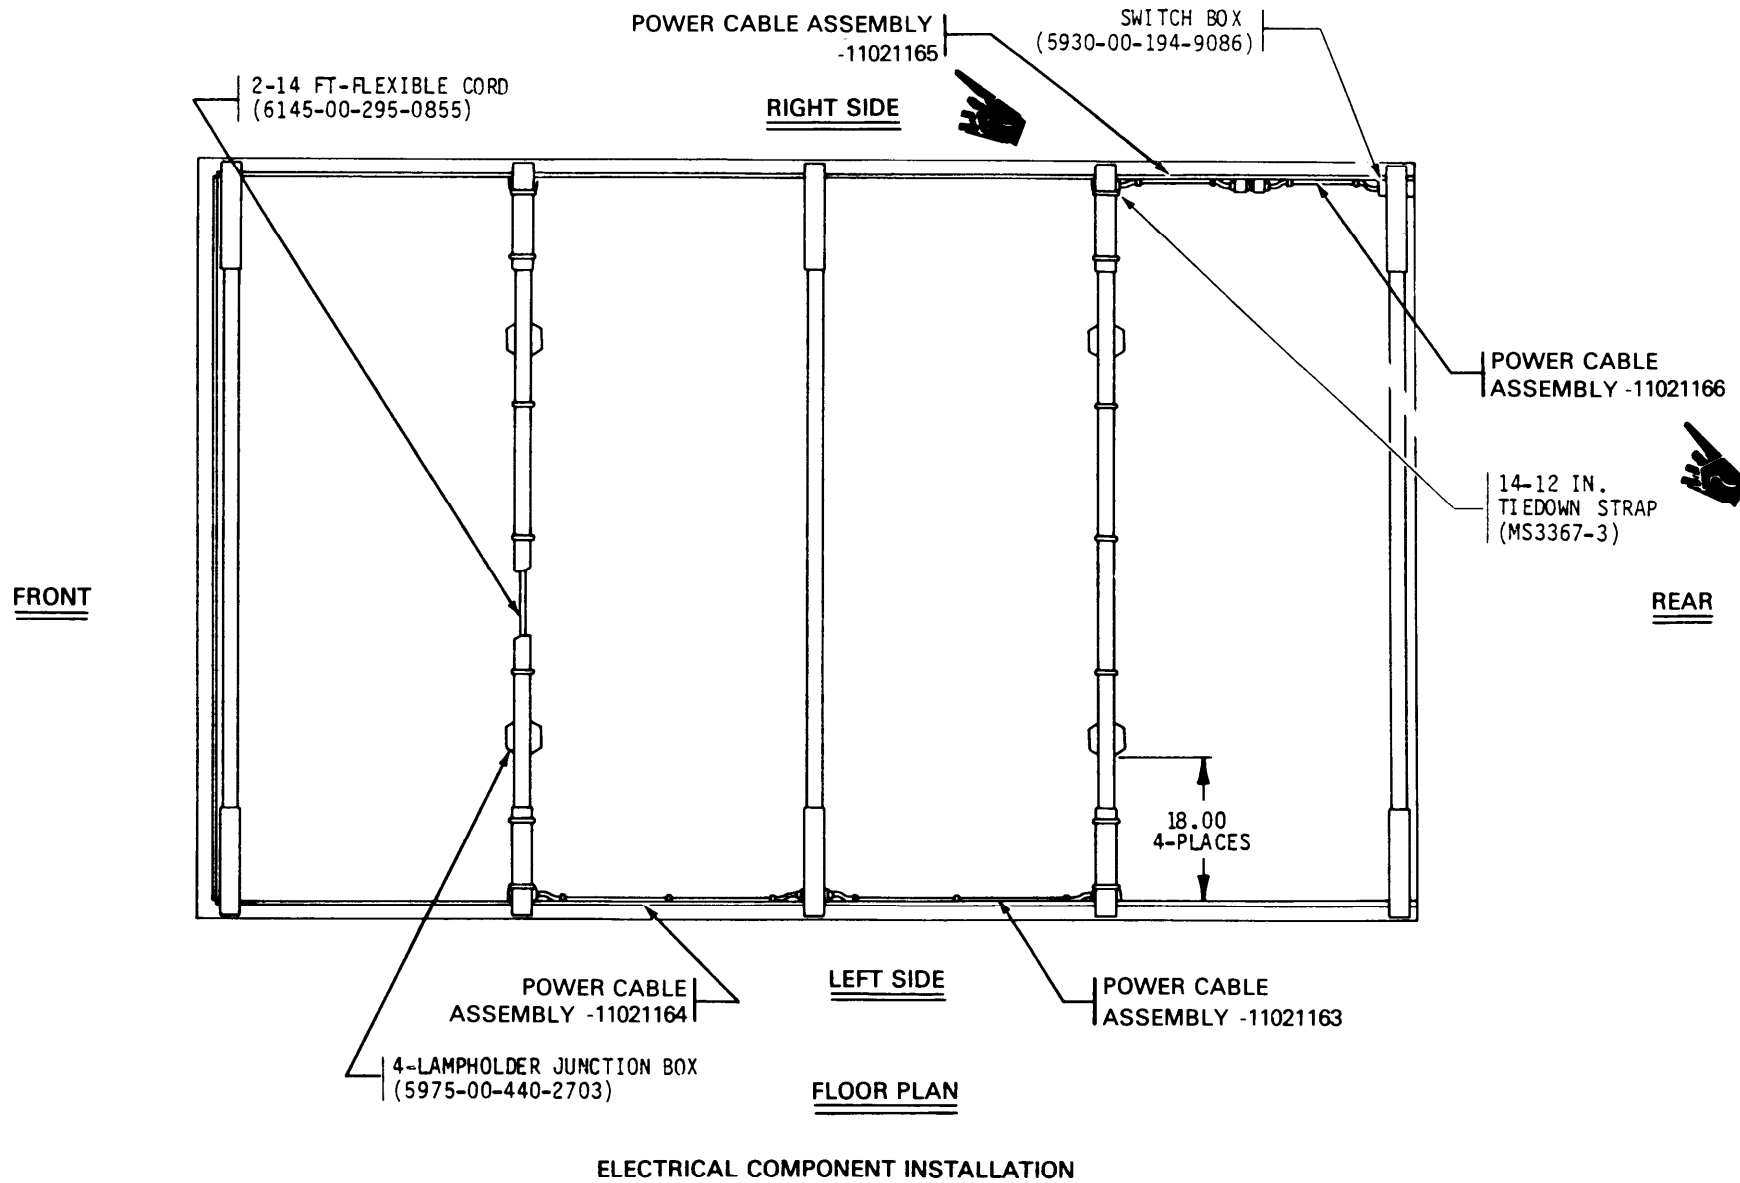 POWER CABLE ASSEMBLY
-11021165
SWITCH BOX
(5930-00-194-9086)
2-14 FT-FLEXIBLE CORD
(6145-00-295-0855)
RIGHT SIDE
POWER CABLE
ASSEMBLY -11021166
14-12 IN.
TIEDOWN STRAP
(MS3367-3)
FRONT
REAR
18.00
4-PLACES
LEFT SIDE
POWER CABLE
ASSEMBLY -11021164
POWER CABLE
ASSEMBLY -11021163
4-LAMPHOLDER JUNCTION BOX
(5975-00-440-2703)
FLOOR PLAN
ELECTRICAL COMPONENT INSTALLATION